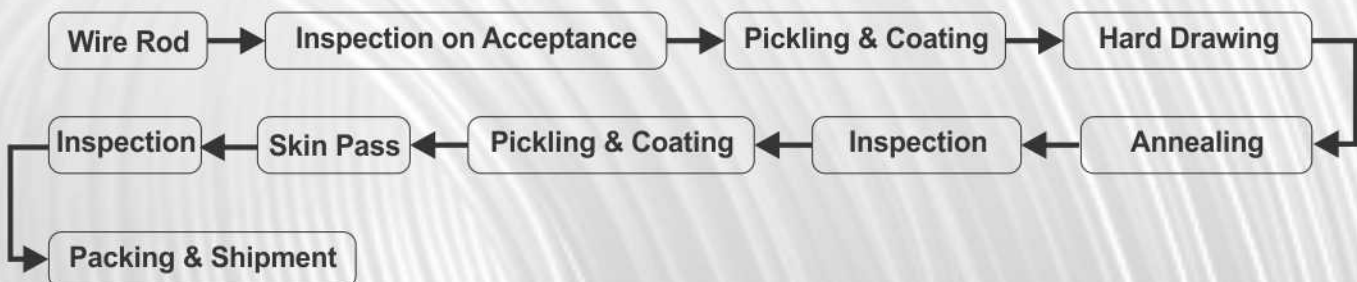 Wire Rod
Inspection on Acceptance
Pickling & Coating
Hard Drawing
Annealing
Inspection
Pickling & Coating
Skin Pass
Inspection
Packing & Shipment